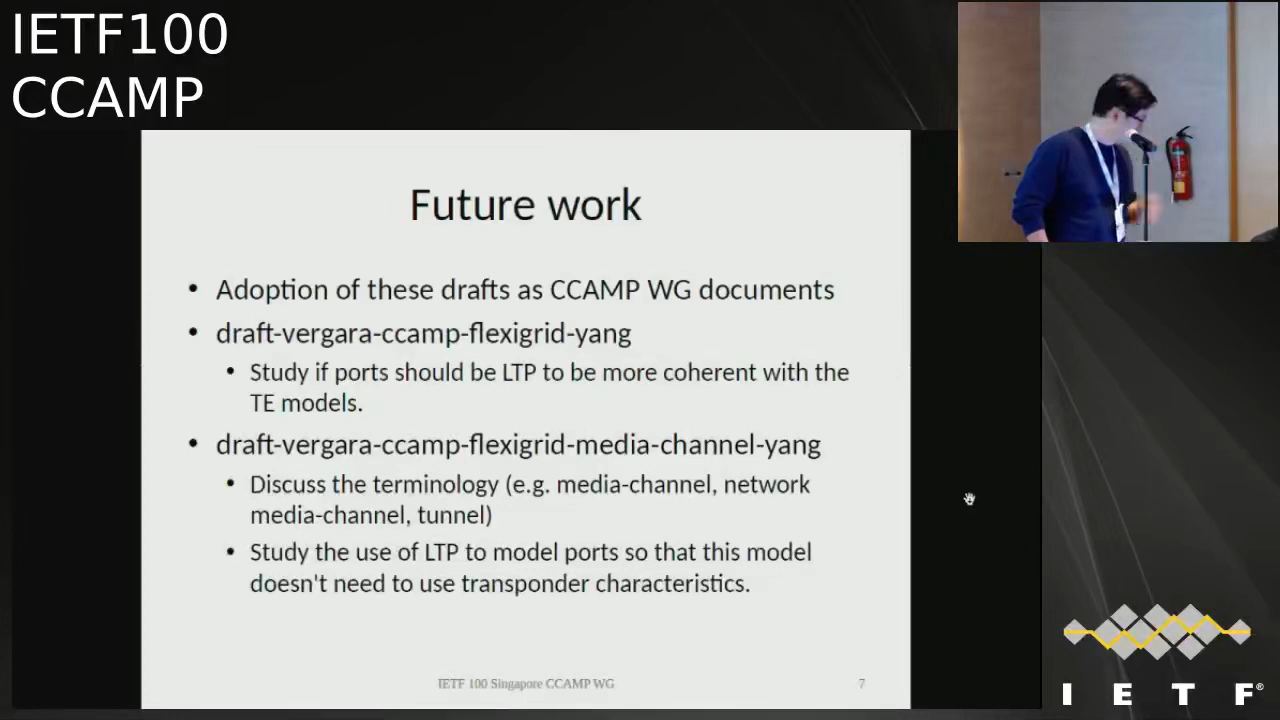 IETF100
CCAMP
Future work
• Adoption of these drafts as CCAMP WG documents
• draft-vergara-ccamp-flexigrid-yang
• Study if ports should be LTP to be more coherent with the
TE models.
• draft-vergara-ccamp-flexigrid-media-channel-yang
• Discuss the terminology (e.g. media-channel, network
media-channel, tunnel)
• Study the use of LTP to model ports so that this model
doesn't need to use transponder characteristics.
IETF 100 Singapore CCAMP WG 7
I E T F®